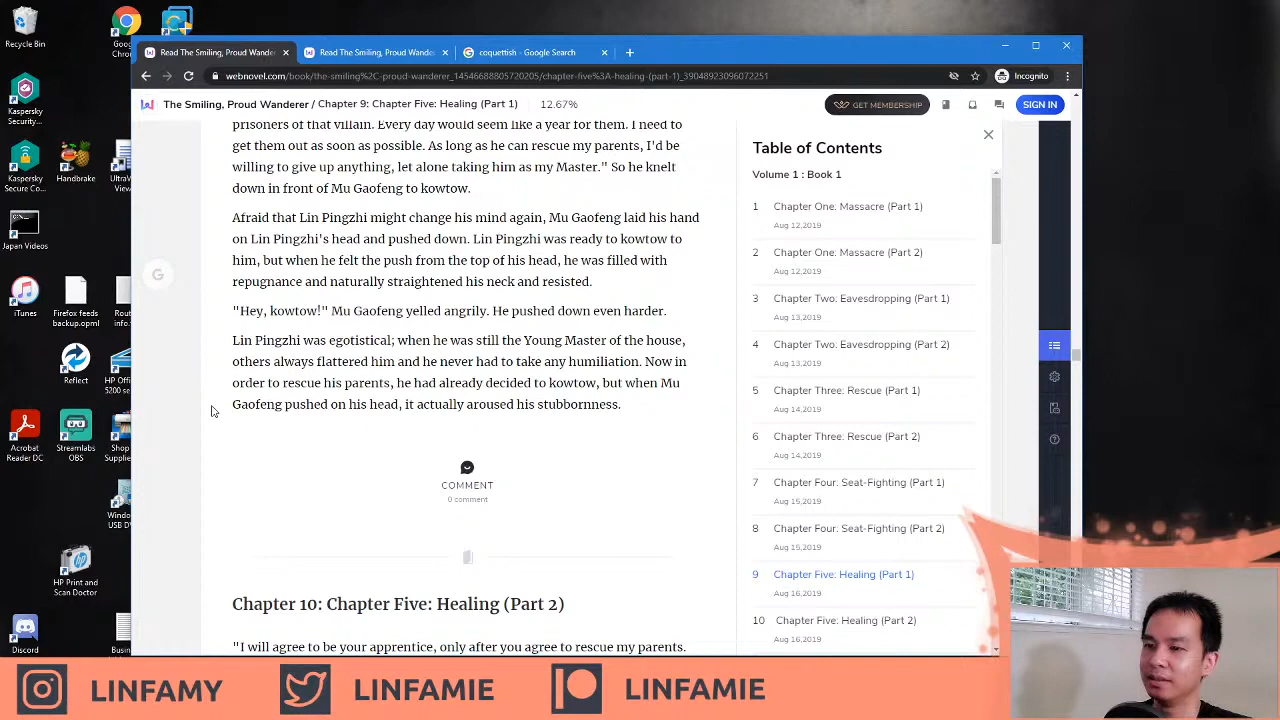 Recycle Bin
Goo
Chro
Kaspersky
Security...
Handbrake
UltraV
Kaspersky
Secure Co...
Japan Videos
iTunes
Firefox feeds
backup.opml
Route
info..
Reflect
HP Offi
5200 se
Acrobat
Reader DC
Streamlabs
OBS
Shop
Supplie
Window
USB DV
HP Print and
Scan Doctor
Discord
Read The Smiling, Proud Wander
Read The Smiling, Proud Wande
coquettish - Google Search
webnovel.com/book/the-smiling%2C-proud-wanderer_14546688805720205/chapter-five%3A-healing-(part-1)_39048923096072251
Incognito
The Smiling, Proud Wanderer / Chapter 9: Chapter Five: Healing (Part 1)
12.67%
GET MEMBERSHIP
SIGN IN
prisoners of that villain. Every day would seem like a year for them. I need to
get them out as soon as possible. As long as he can rescue my parents, I'd be
willing to give up anything, let alone taking him as my Master." So he knelt
down in front of Mu Gaofeng to kowtow.
Afraid that Lin Pingzhi might change his mind again, Mu Gaofeng laid his hand
on Lin Pingzhi's head and pushed down. Lin Pingzhi was ready to kowtow to
him, but when he felt the push from the top of his head, he was filled with
repugnance and naturally straightened his neck and resisted.
"Hey, kowtow!" Mu Gaofeng yelled angrily. He pushed down even harder.
Lin Pingzhi was egotistical; when he was still the Young Master of the house,
others always flattered him and he never had to take any humiliation. Now in
order to rescue his parents, he had already decided to kowtow, but when Mu
Gaofeng pushed on his head, it actually aroused his stubbornness.
COMMENT
0 comment
Chapter 10: Chapter Five: Healing (Part 2)
"I will agree to be your apprentice, only after you agree to rescue my parents.
Table of Contents
Volume 1 : Book 1
1 Chapter One: Massacre (Part 1)
Aug 12,2019
2 Chapter One: Massacre (Part 2)
Aug 12,2019
3 Chapter Two: Eavesdropping (Part 1)
Aug 13,2019
4 Chapter Two: Eavesdropping (Part 2)
Aug 13,2019
5 Chapter Three: Rescue (Part 1)
Aug 14,2019
6 Chapter Three: Rescue (Part 2)
Aug 14,2019
7 Chapter Four: Seat-Fighting (Part 1)
Aug 15,2019
8 Chapter Four: Seat-Fighting (Part 2)
Aug 15,2019
9 Chapter Five: Healing (Part 1)
Aug 16,2019
10 Chapter Five: Healing (Part 2)
Aug 16,2019
LINFAMY
LINFAMIE
LINFAMIE